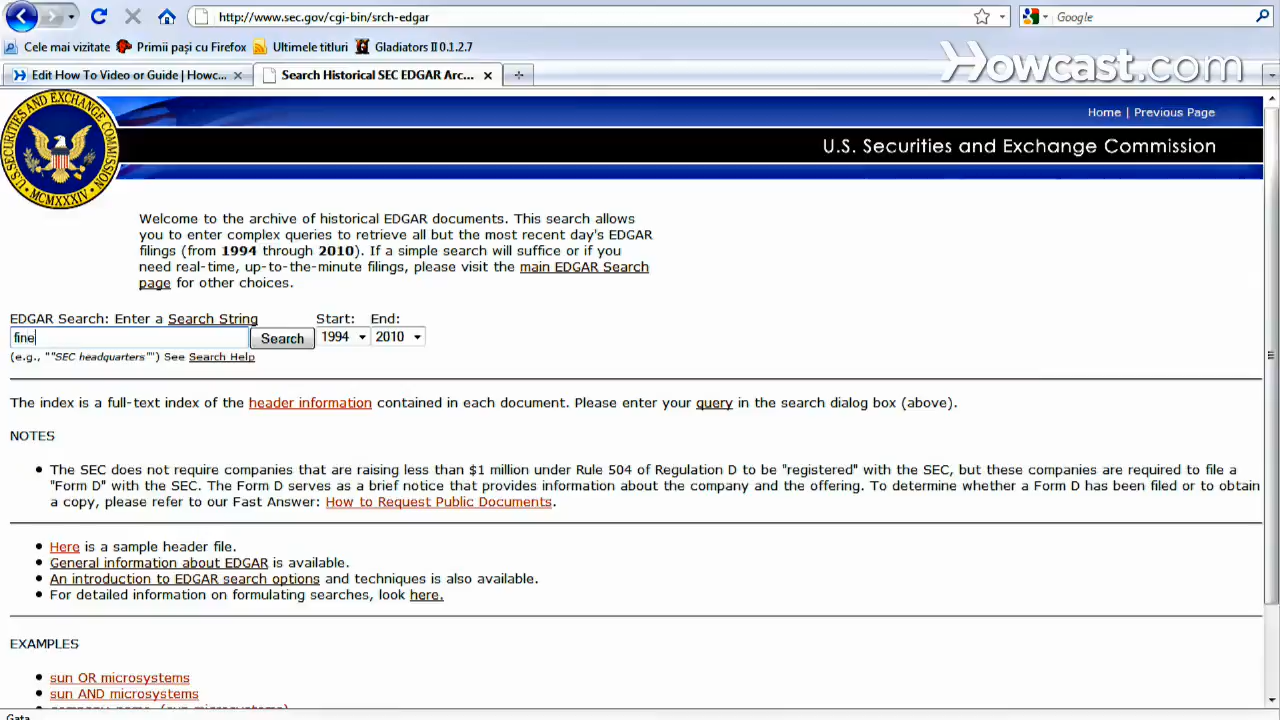 http://www.sec.gov/cgi-bin/srch-edgar
Google
Cele mai vizitate Primii pași cu Firefox Ultimele titluri Gladiators II 0.1.2.7
Howcast.com
Edit How To Video or Guide | Howc...
Search Historical SEC EDGAR Arc...
Home | Previous Page
U.S. Securities and Exchange Commission
SECURITIES AND EXCHANGE COMMISSION
MCMXXXIV
Welcome to the archive of historical EDGAR documents. This search allows
you to enter complex queries to retrieve all but the most recent day's EDGAR
filings (from 1994 through 2010). If a simple search will suffice or if you
need real-time, up-to-the-minute filings, please visit the main EDGAR Search
page for other choices.
EDGAR Search: Enter a Search String Start: End:
fine Search 1994 2010
(e.g., ""SEC headquarters"") See Search Help
The index is a full-text index of the header information contained in each document. Please enter your query in the search dialog box (above).
NOTES
The SEC does not require companies that are raising less than $1 million under Rule 504 of Regulation D to be "registered" with the SEC, but these companies are required to file a
"Form D" with the SEC. The Form D serves as a brief notice that provides information about the company and the offering. To determine whether a Form D has been filed or to obtain
a copy, please refer to our Fast Answer: How to Request Public Documents.
Here is a sample header file.
General information about EDGAR is available.
An introduction to EDGAR search options and techniques is also available.
For detailed information on formulating searches, look here.
EXAMPLES
sun OR microsystems
sun AND microsystems
company-name=(sun microsystems)
Gata